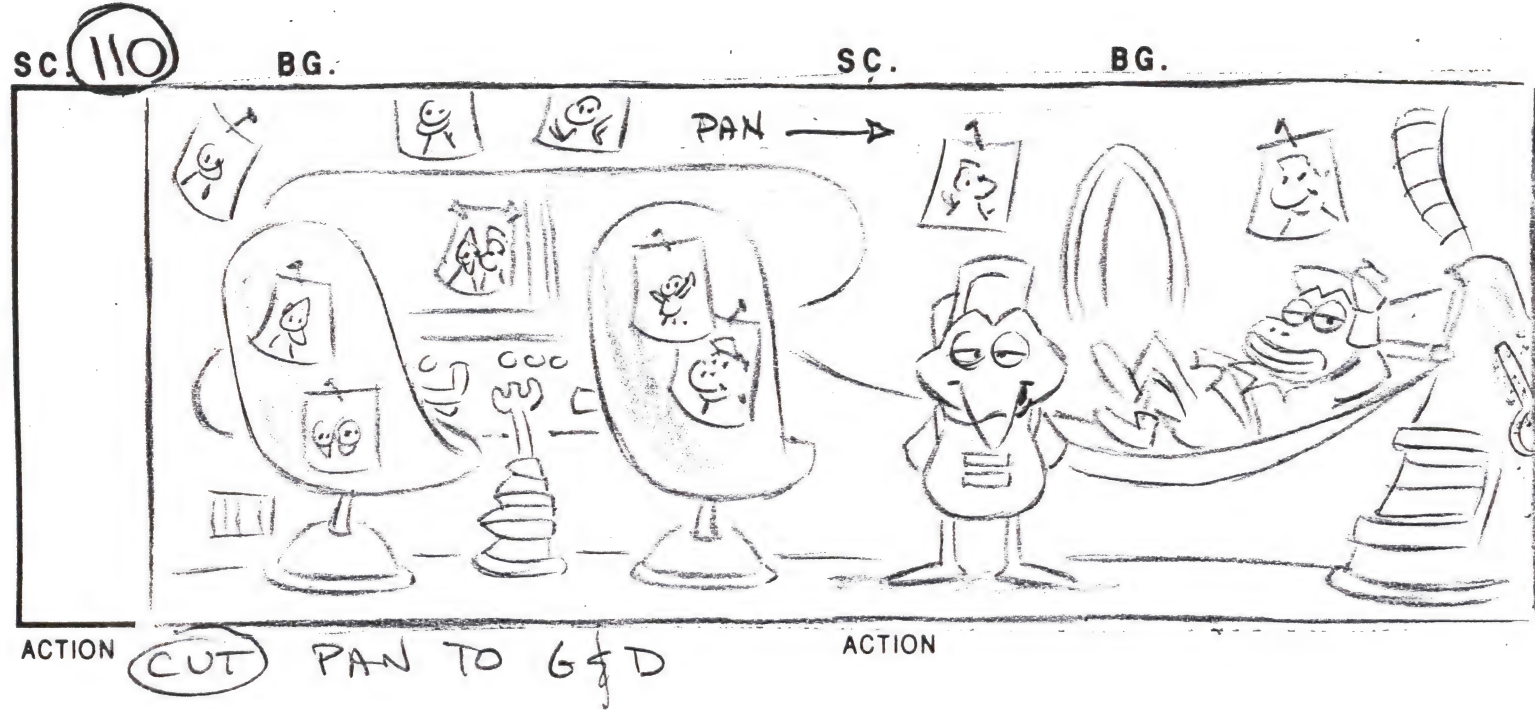 SC. 110 BG. SC. BG.
PAN
ACTION CUT PAN TO G & D ACTION